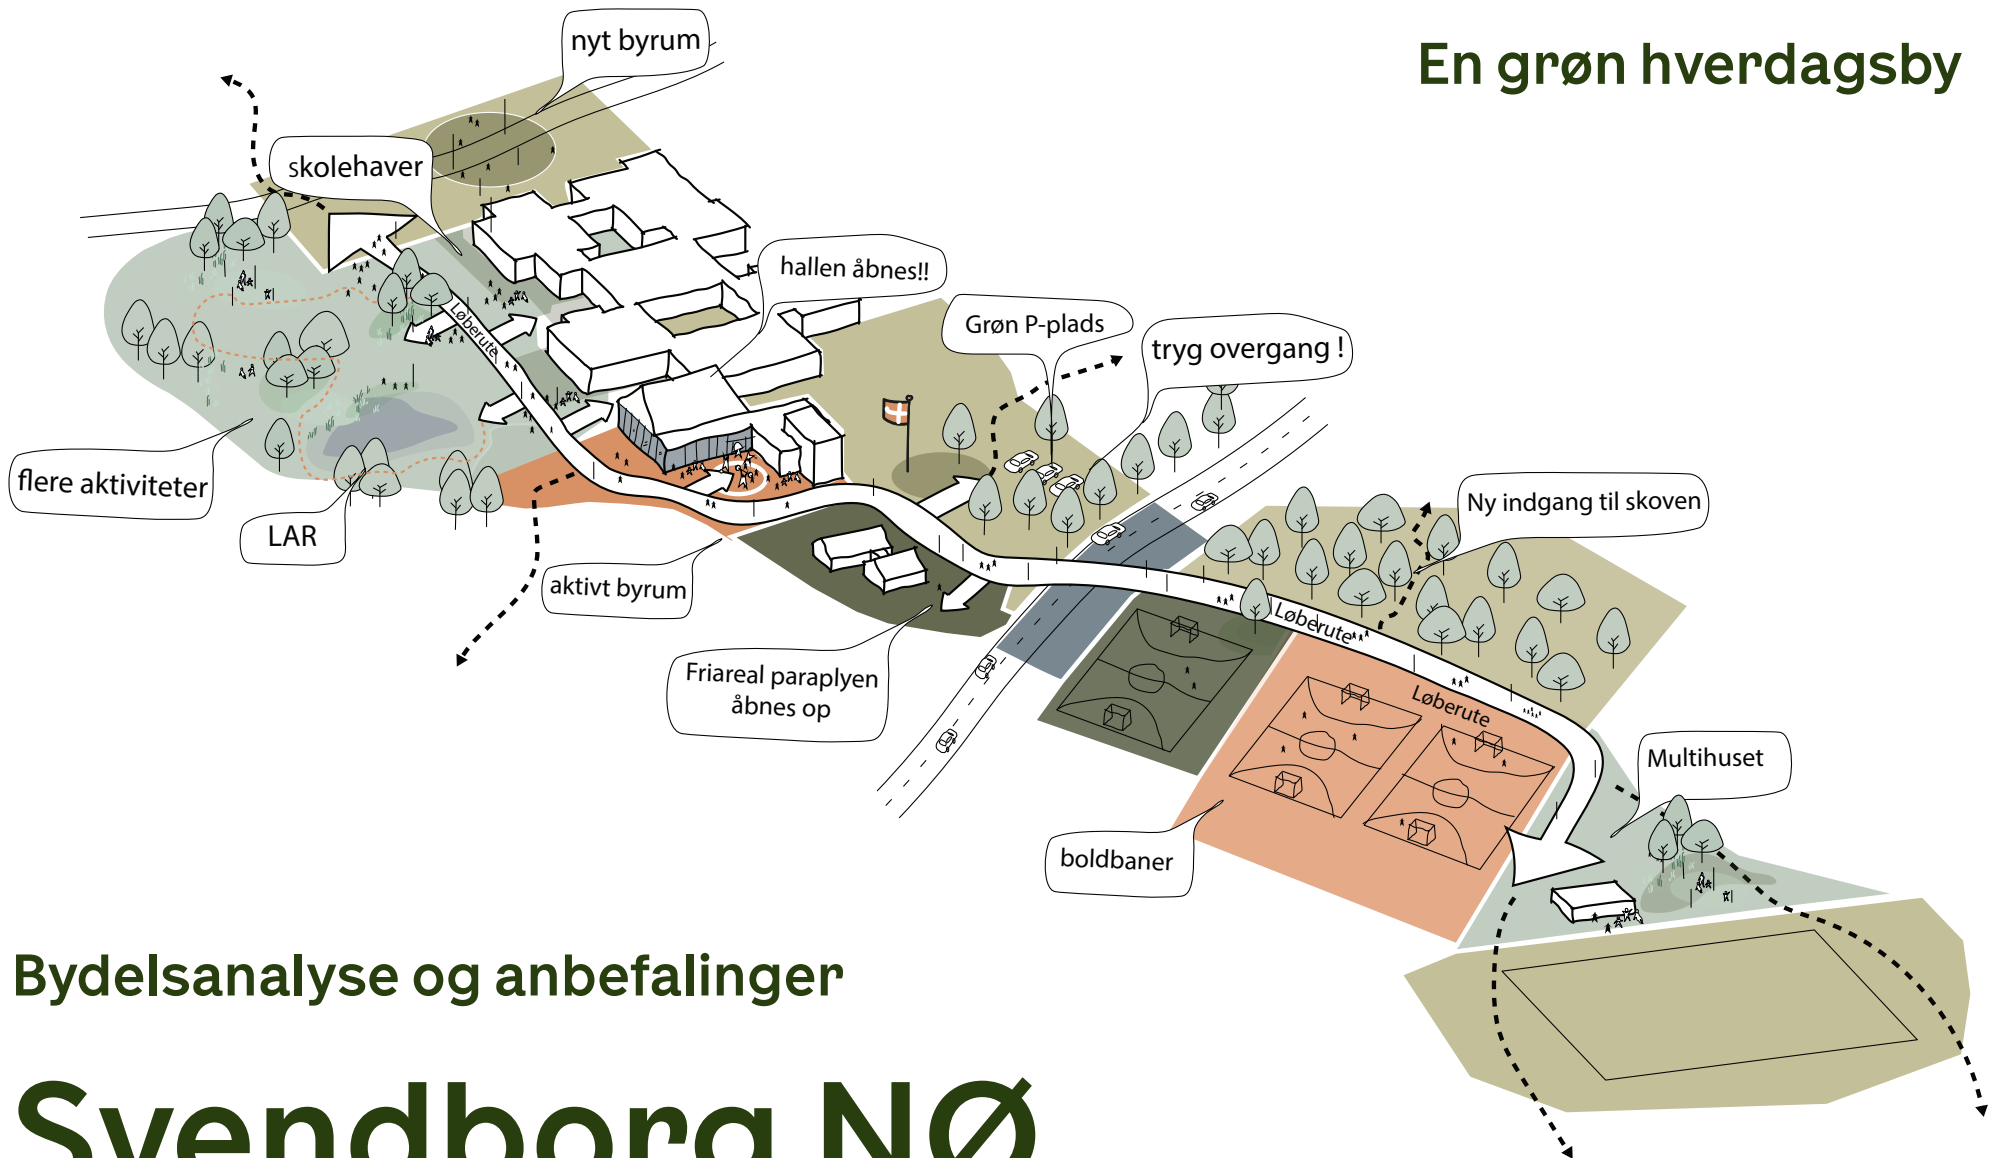 nyt byrum
En grøn hverdagsby
skolehaver
hallen åbnes!!
Grøn P-plads
tryg overgang !
Løberute
flere aktiviteter
LAR
aktivt byrum
Ny indgang til skoven
Friareal paraplyen
åbnes op
Løberute
Løberute
Multihuset
boldbaner
Bydelsanalyse og anbefalinger
Svendborg NØ